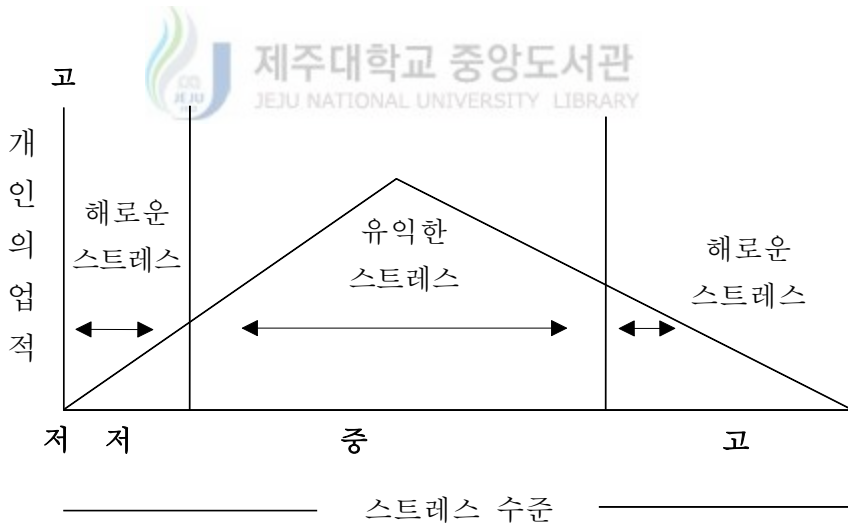 제주대학교 중앙도서관
JEJU NATIONAL UNIVERSITY LIBRARY
JEJU
고
개인의업적
해로운
스트레스
유익한
스트레스
해로운
스트레스
저 저 중 고
스트레스 수준